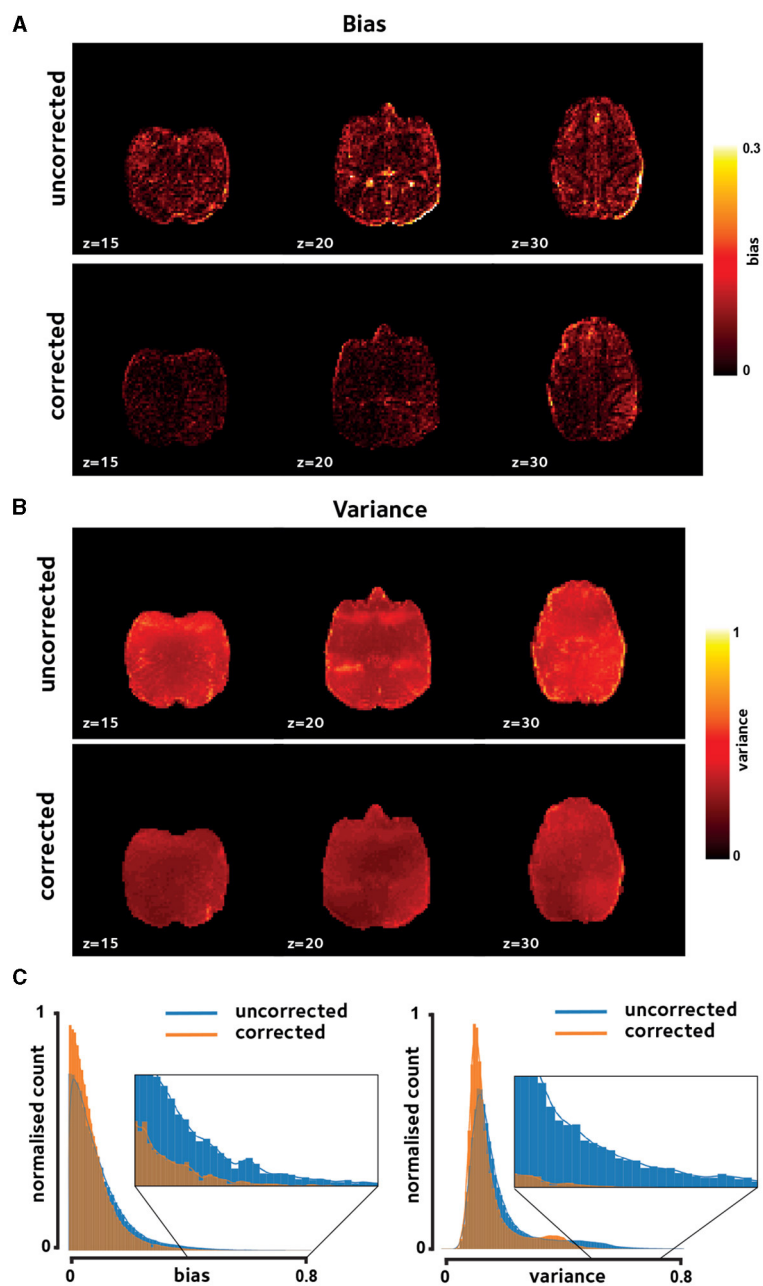 A
Bias
uncorrected
z=15
z=20
z=30
0.3
bias
0
corrected
z=15
z=20
z=30
B
Variance
uncorrected
z=15
z=20
z=30
1
variance
0
corrected
z=15
z=20
z=30
C
1
uncorrected
corrected
normalised count
0
0
bias
0.8
1
uncorrected
corrected
normalised count
0
0
variance
0.8